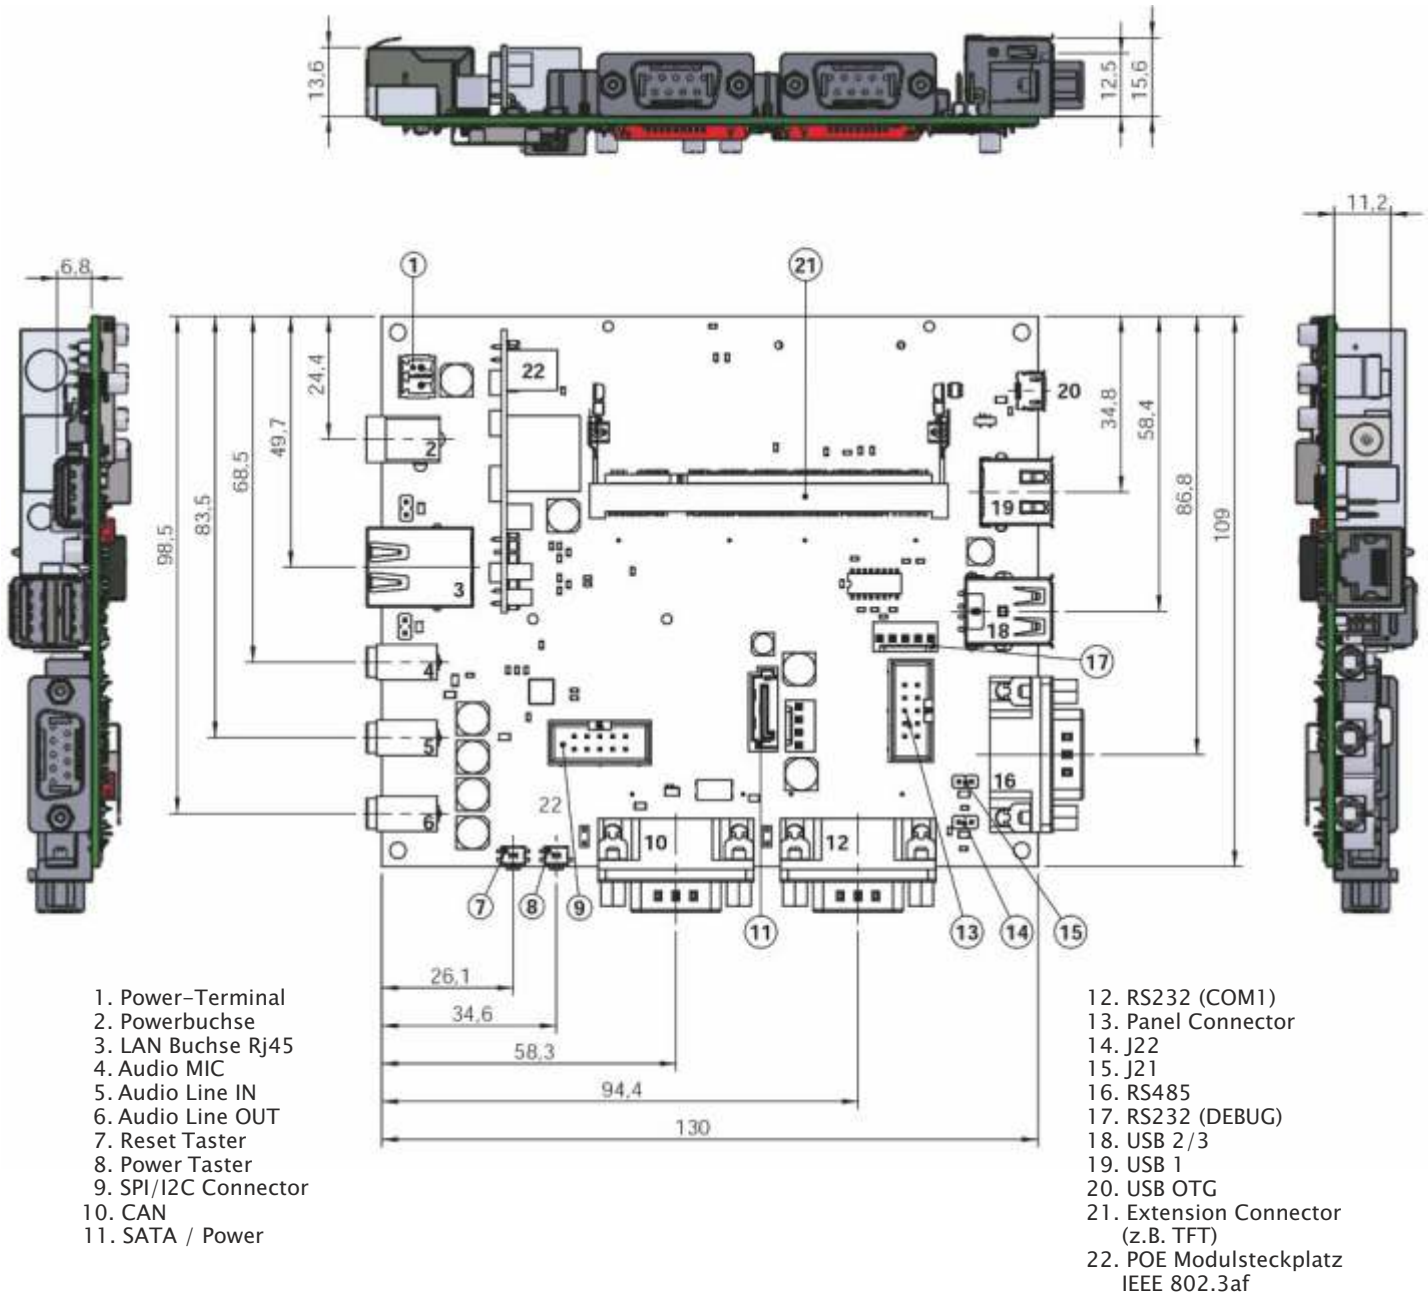 13,6
12,5
15,6
11,2
6,8
1
21
24,4
49,7
68,5
83,5
98,5
34,8
58,4
86,8
109
22
20
2
19
3
18
17
4
5
6
16
22
10
12
7
8
9
11
13
14
15
26,1
34,6
58,3
94,4
130
1. Power-Terminal
2. Powerbuchse
3. LAN Buchse Rj45
4. Audio MIC
5. Audio Line IN
6. Audio Line OUT
7. Reset Taster
8. Power Taster
9. SPI/I2C Connector
10. CAN
11. SATA / Power
12. RS232 (COM1)
13. Panel Connector
14. J22
15. J21
16. RS485
17. RS232 (DEBUG)
18. USB 2/3
19. USB 1
20. USB OTG
21. Extension Connector
(z.B. TFT)
22. POE Modulsteckplatz
IEEE 802.3af